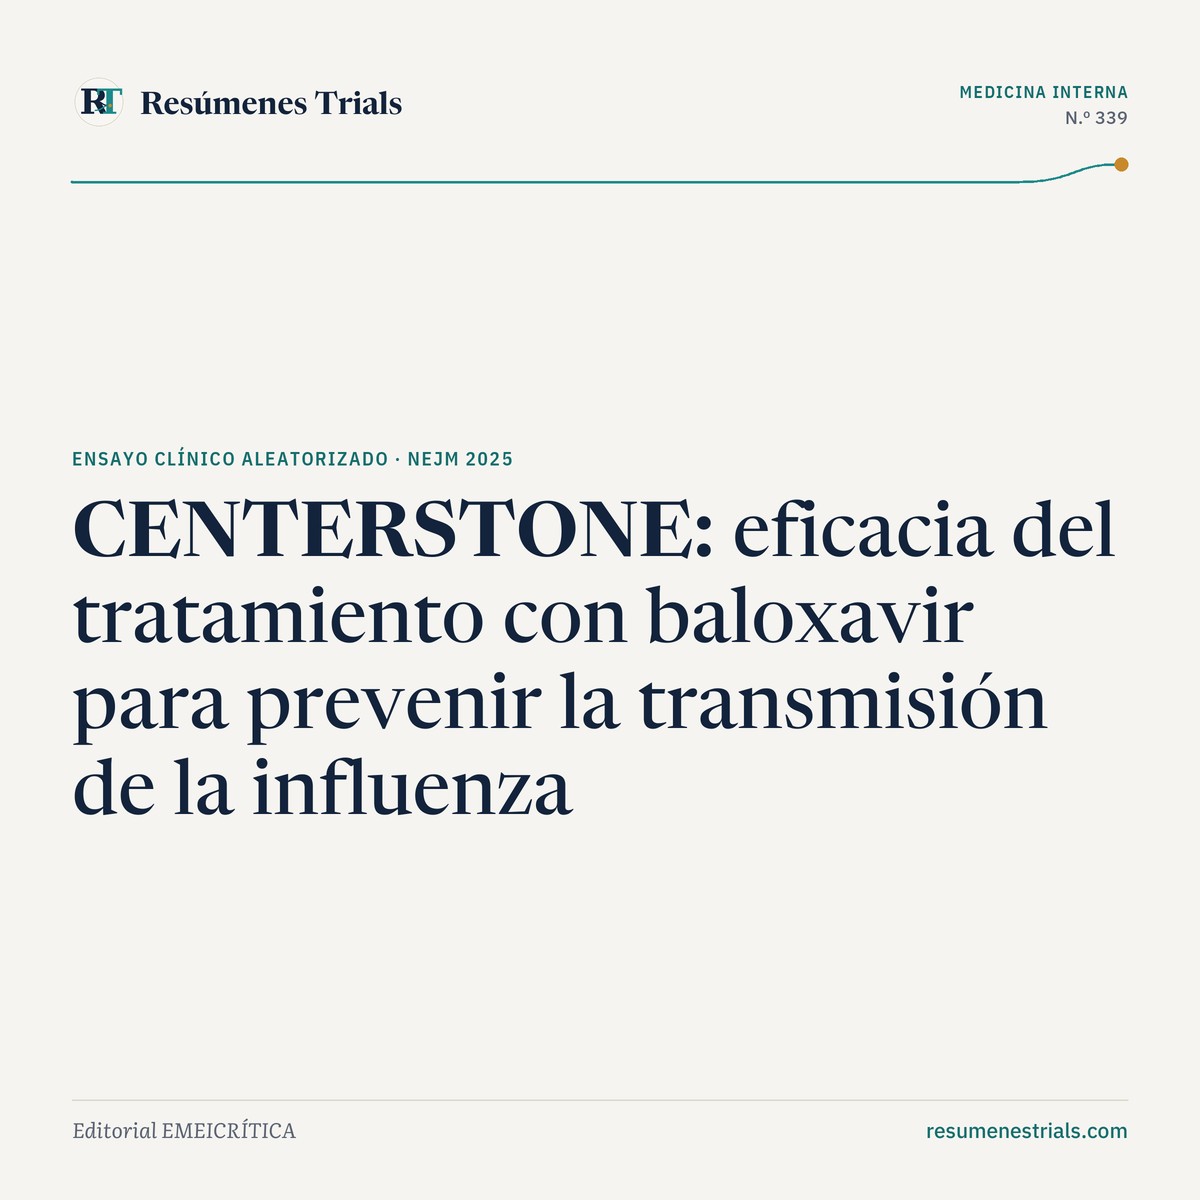 RT Resúmenes Trials
MEDICINA INTERNA
N.º 339
ENSAYO CLÍNICO ALEATORIZADO · NEJM 2025
CENTERSTONE: eficacia del
tratamiento con baloxavir
para prevenir la transmisión
de la influenza
Editorial EMEICRÍTICA
resumenestrials.com